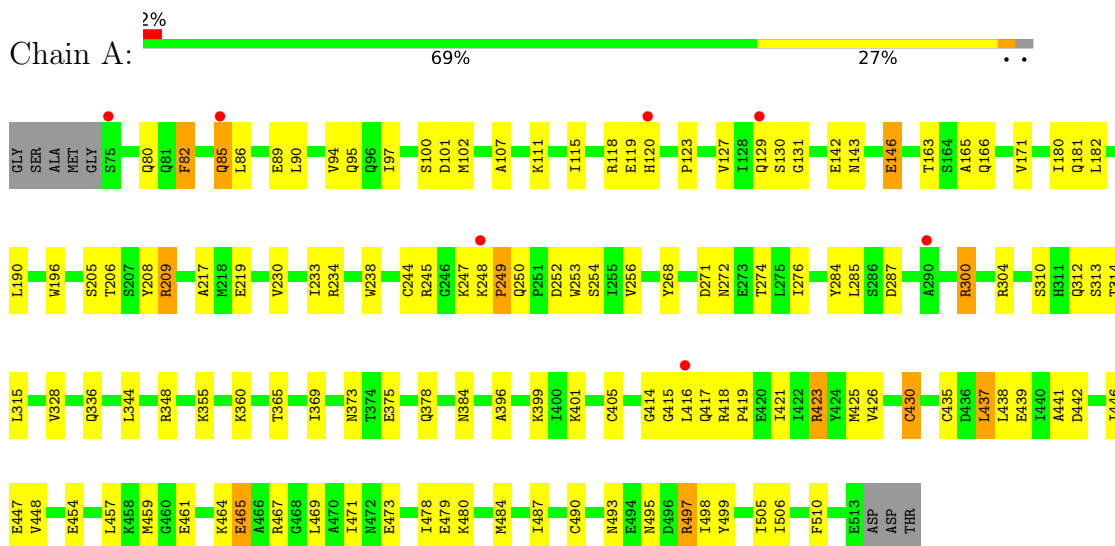 2%
Chain A:
69% 27% • •
GLY SER ALA MET GLY S75 Q80 Q81 F82 Q85 L86 E89 L90 V94 Q95 Q96 I97 S100 D101 M102 A107 K111 I115 R118 E119 H120 P123 V127 I128 Q129 S130 G131 E142 N143 E146 T163 S164 A165 Q166 V171 I180 Q181 L182
L190 W196 S205 T206 S207 Y208 R209 A217 M218 E219 V230 I233 R234 W238 C244 R245 G246 K247 K248 P249 Q250 P251 D252 W253 S254 I255 V256 Y268 D271 N272 E273 T274 L275 I276 Y284 L285 S286 D287 A290 R300 R304 S310 H311 Q312 S313 T314
L315 V328 Q336 L344 R348 K355 K360 T365 I369 N373 T374 E375 Q378 N384 A396 K399 I400 K401 C405 G414 G415 L416 Q417 R418 P419 E420 I421 I422 R423 Y424 M425 V426 C430 C435 D436 L437 L438 E439 I440 A441 D442
E447 V448 E454 L457 K458 M459 G460 E461 K464 E465 A466 R467 G468 L469 A470 I471 N472 E473 I478 E479 K480 M484 I487 C490 N493 E494 N495 D496 R497 I498 Y499 I505 I506 F510 E513 ASP ASP THR